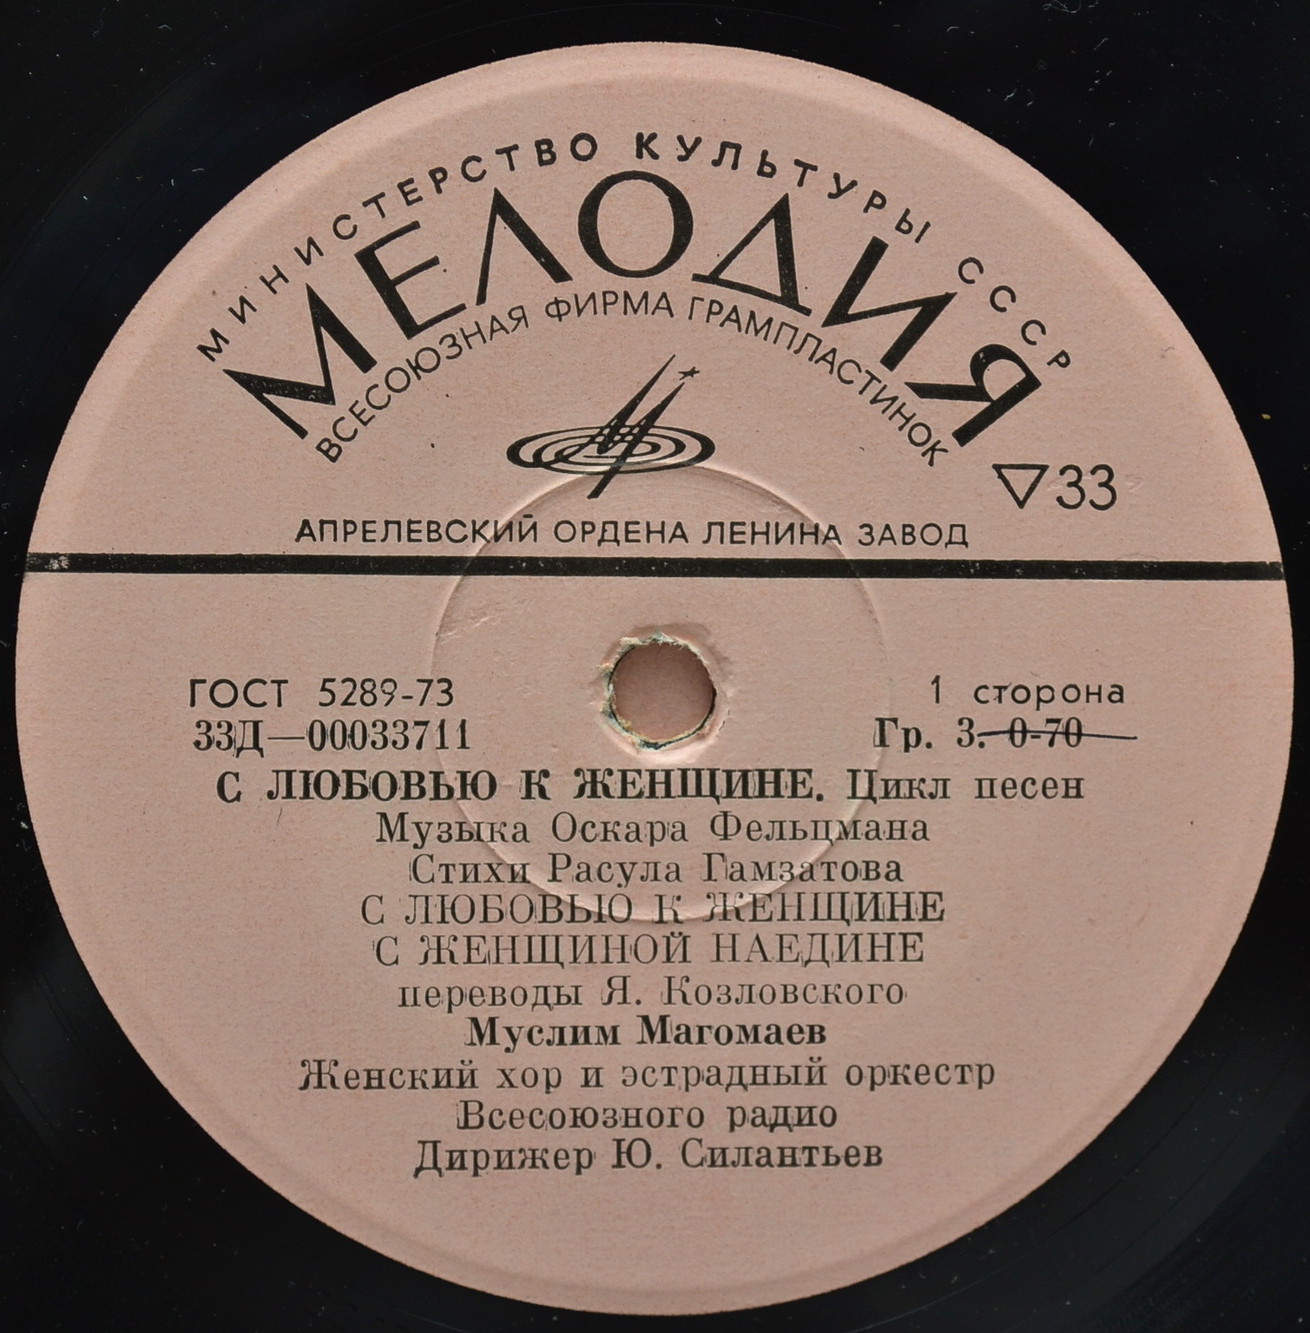 МИНИСТЕРСТВО КУЛЬТУРЫ СССР
МЕЛОДИЯ
ВСЕСОЮЗНАЯ ФИРМА ГРАМПЛАСТИНОК
▽33
АПРЕЛЕВСКИЙ ОРДЕНА ЛЕНИНА ЗАВОД
ГОСТ 5289-73
1 сторона
33Д—00033711
Гр. 3. 0-70
С ЛЮБОВЬЮ К ЖЕНЩИНЕ. Цикл песен
Музыка Оскара Фельцмана
Стихи Расула Гамзатова
С ЛЮБОВЬЮ К ЖЕНЩИНЕ
С ЖЕНЩИНОЙ НАЕДИНЕ
переводы Я. Козловского
Муслим Магомаев
Женский хор и эстрадный оркестр
Всесоюзного радио
Дирижер Ю. Силантьев